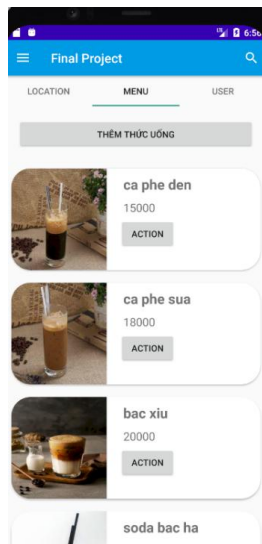 6:56
Final Project
LOCATION MENU USER
THÊM THỨC UỐNG
ca phe den
15000
ACTION
ca phe sua
18000
ACTION
bac xiu
20000
ACTION
soda bac ha